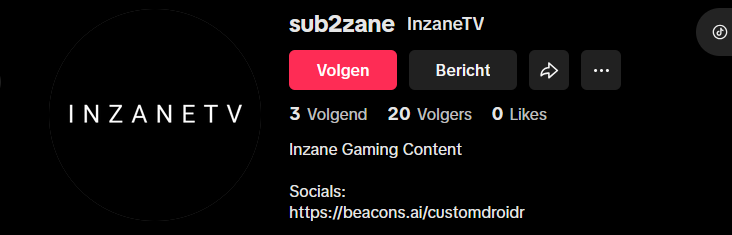 INZANETV
sub2zane InzaneTV
Volgen Bericht
3 Volgend 20 Volgers 0 Likes
Inzane Gaming Content
Socials:
https://beacons.ai/customdroidr